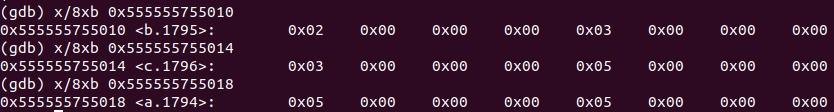 (gdb) x/8xb 0x555555755010
0x555555755010 <b.1795>: 0x02 0x00 0x00 0x00 0x03 0x00 0x00 0x00
(gdb) x/8xb 0x555555755014
0x555555755014 <c.1796>: 0x03 0x00 0x00 0x00 0x05 0x00 0x00 0x00
(gdb) x/8xb 0x555555755018
0x555555755018 <a.1794>: 0x05 0x00 0x00 0x00 0x00 0x00 0x00 0x00